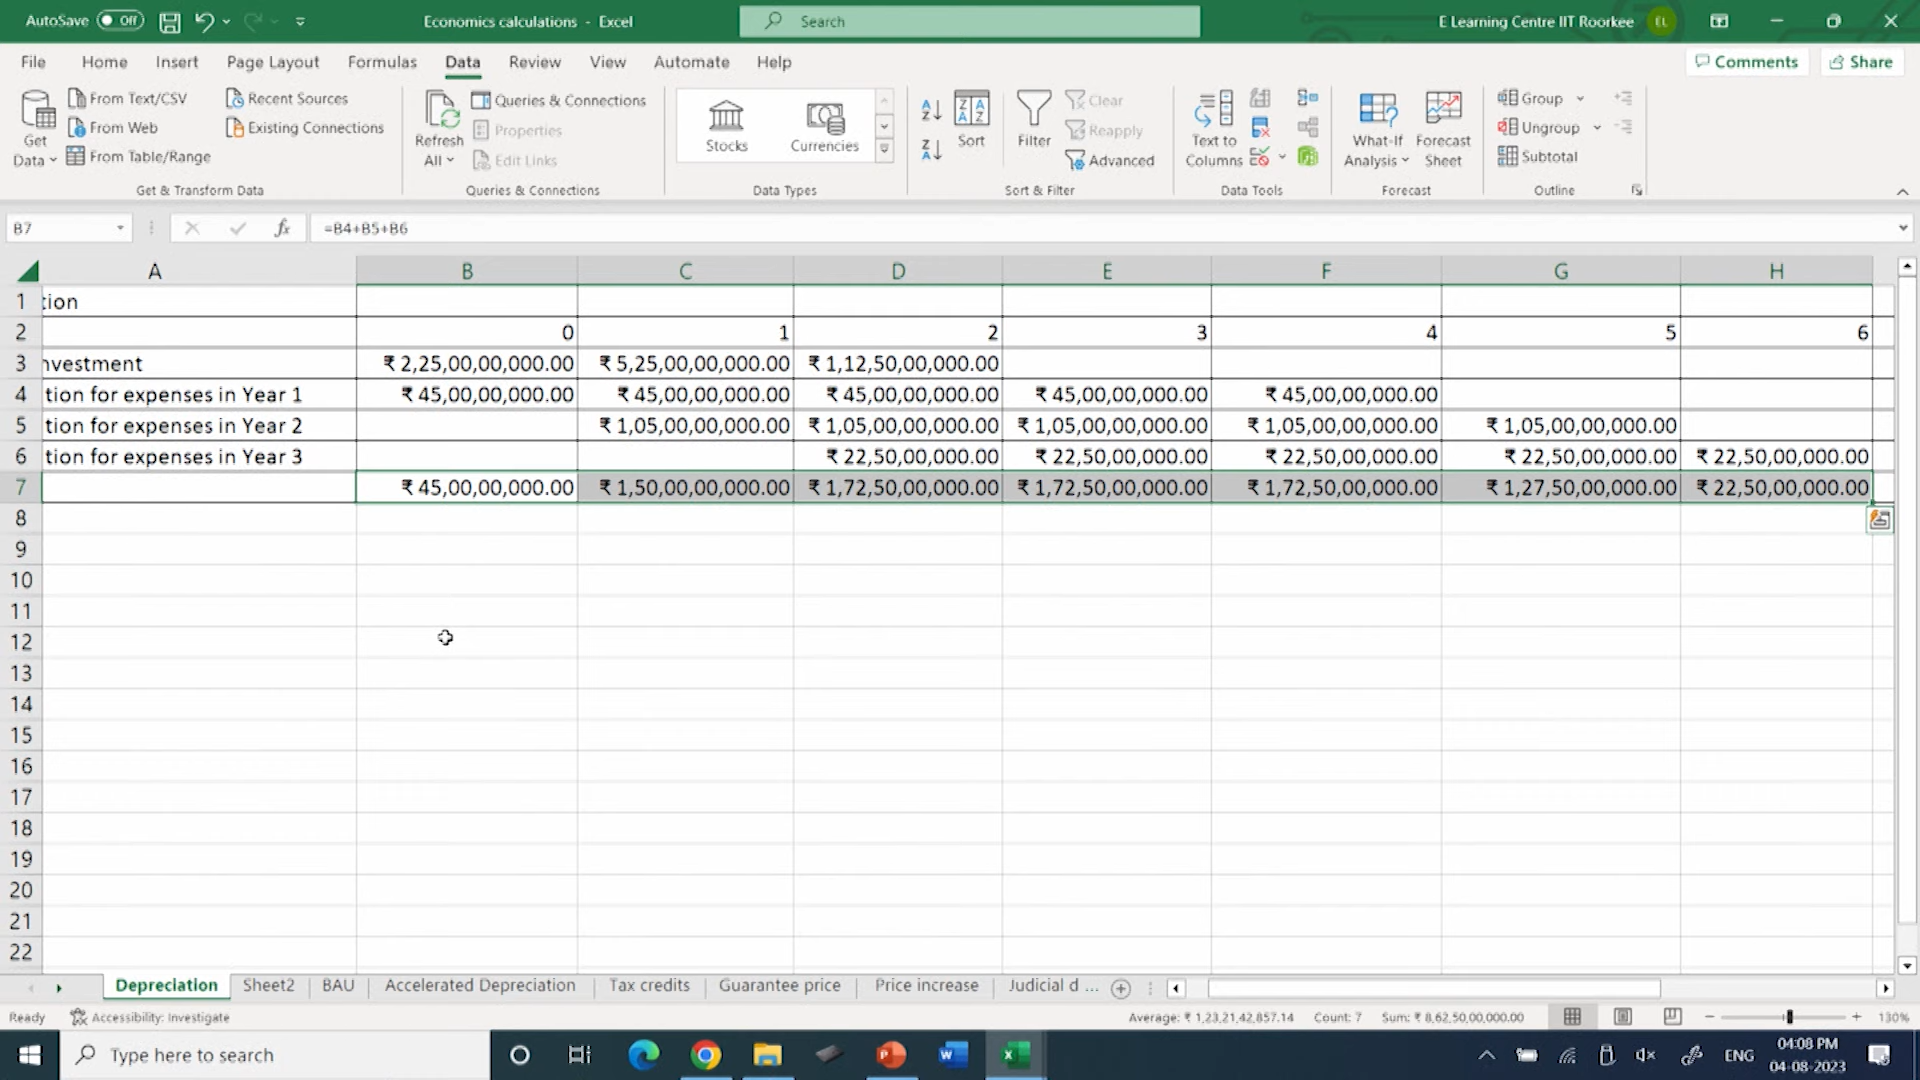 AutoSave Off Economics calculations - Excel Search E Learning Centre IIT Roorkee EL
File Home Insert Page Layout Formulas Data Review View Automate Help Comments Share
Get Data From Text/CSV From Web From Table/Range Recent Sources Existing Connections
Refresh All Queries & Connections Properties Edit Links
Stocks Currencies
Sort Filter Clear Reapply Advanced
Text to Columns What-If Analysis Forecast Sheet Group Ungroup Subtotal
Get & Transform Data Queries & Connections Data Types Sort & Filter Data Tools Forecast Outline
B7 fx =B4+B5+B6
A B C D E F G H
1 tion
2 0 1 2 3 4 5 6
3 nvestment ₹ 2,25,00,00,000.00 ₹ 5,25,00,00,000.00 ₹ 1,12,50,00,000.00
4 tion for expenses in Year 1 ₹ 45,00,00,000.00 ₹ 45,00,00,000.00 ₹ 45,00,00,000.00 ₹ 45,00,00,000.00 ₹ 45,00,00,000.00
5 tion for expenses in Year 2 ₹ 1,05,00,00,000.00 ₹ 1,05,00,00,000.00 ₹ 1,05,00,00,000.00 ₹ 1,05,00,00,000.00 ₹ 1,05,00,00,000.00
6 tion for expenses in Year 3 ₹ 22,50,00,000.00 ₹ 22,50,00,000.00 ₹ 22,50,00,000.00 ₹ 22,50,00,000.00 ₹ 22,50,00,000.00
7 ₹ 45,00,00,000.00 ₹ 1,50,00,00,000.00 ₹ 1,72,50,00,000.00 ₹ 1,72,50,00,000.00 ₹ 1,72,50,00,000.00 ₹ 1,27,50,00,000.00 ₹ 22,50,00,000.00
8
9
10
11
12
13
14
15
16
17
18
19
20
21
22
Depreciation Sheet2 BAU Accelerated Depreciation Tax credits Guarantee price Price increase Judicial d ...
Ready Accessibility: Investigate Average: ₹ 1,23,21,42,857.14 Count: 7 Sum: ₹ 8,62,50,00,000.00 130%
Type here to search ENG 04:08 PM
04-08-2023